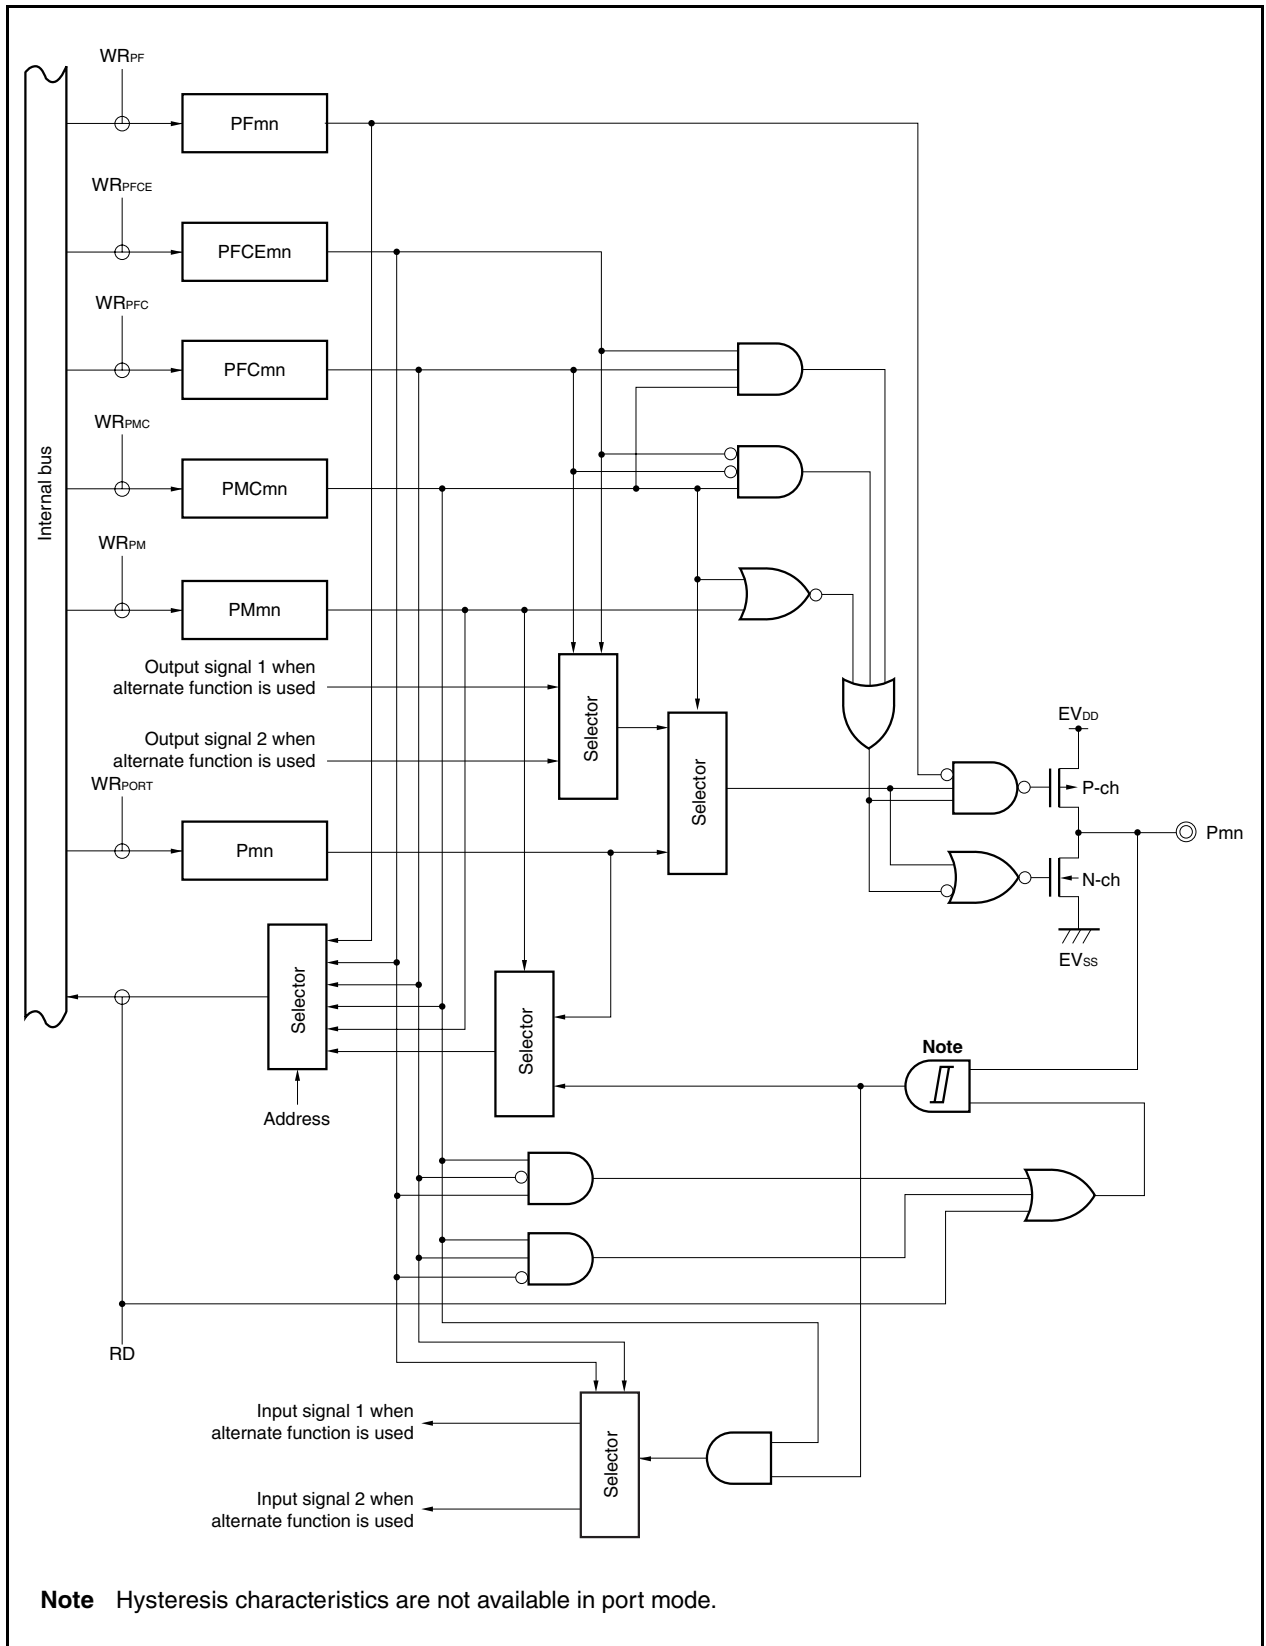 WRPF
PFmn
WRPFCE
PFCEmn
WRPFC
PFCmn
WRPMC
PMCmn
Internal bus
WRPM
PMmn
Output signal 1 when
alternate function is used
Output signal 2 when
alternate function is used
Selector
Selector
WRPORT
Pmn
EVDD
P-ch
Pmn
N-ch
EVSS
Selector
Selector
Address
Note
RD
Input signal 1 when
alternate function is used
Input signal 2 when
alternate function is used
Selector
Note Hysteresis characteristics are not available in port mode.